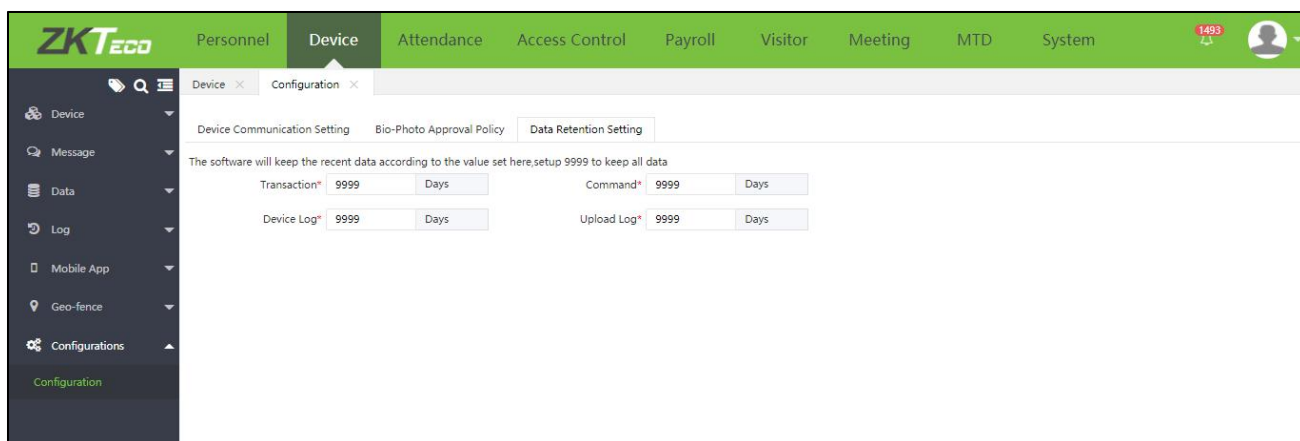 ZKTeco Personnel Device Attendance Access Control Payroll Visitor Meeting MTD System 1493
Device Configuration
Device
Message
Data
Log
Mobile App
Geo-fence
Configurations
Configuration
Device Communication Setting Bio-Photo Approval Policy Data Retention Setting
The software will keep the recent data according to the value set here,setup 9999 to keep all data
Transaction* 9999 Days Command* 9999 Days
Device Log* 9999 Days Upload Log* 9999 Days